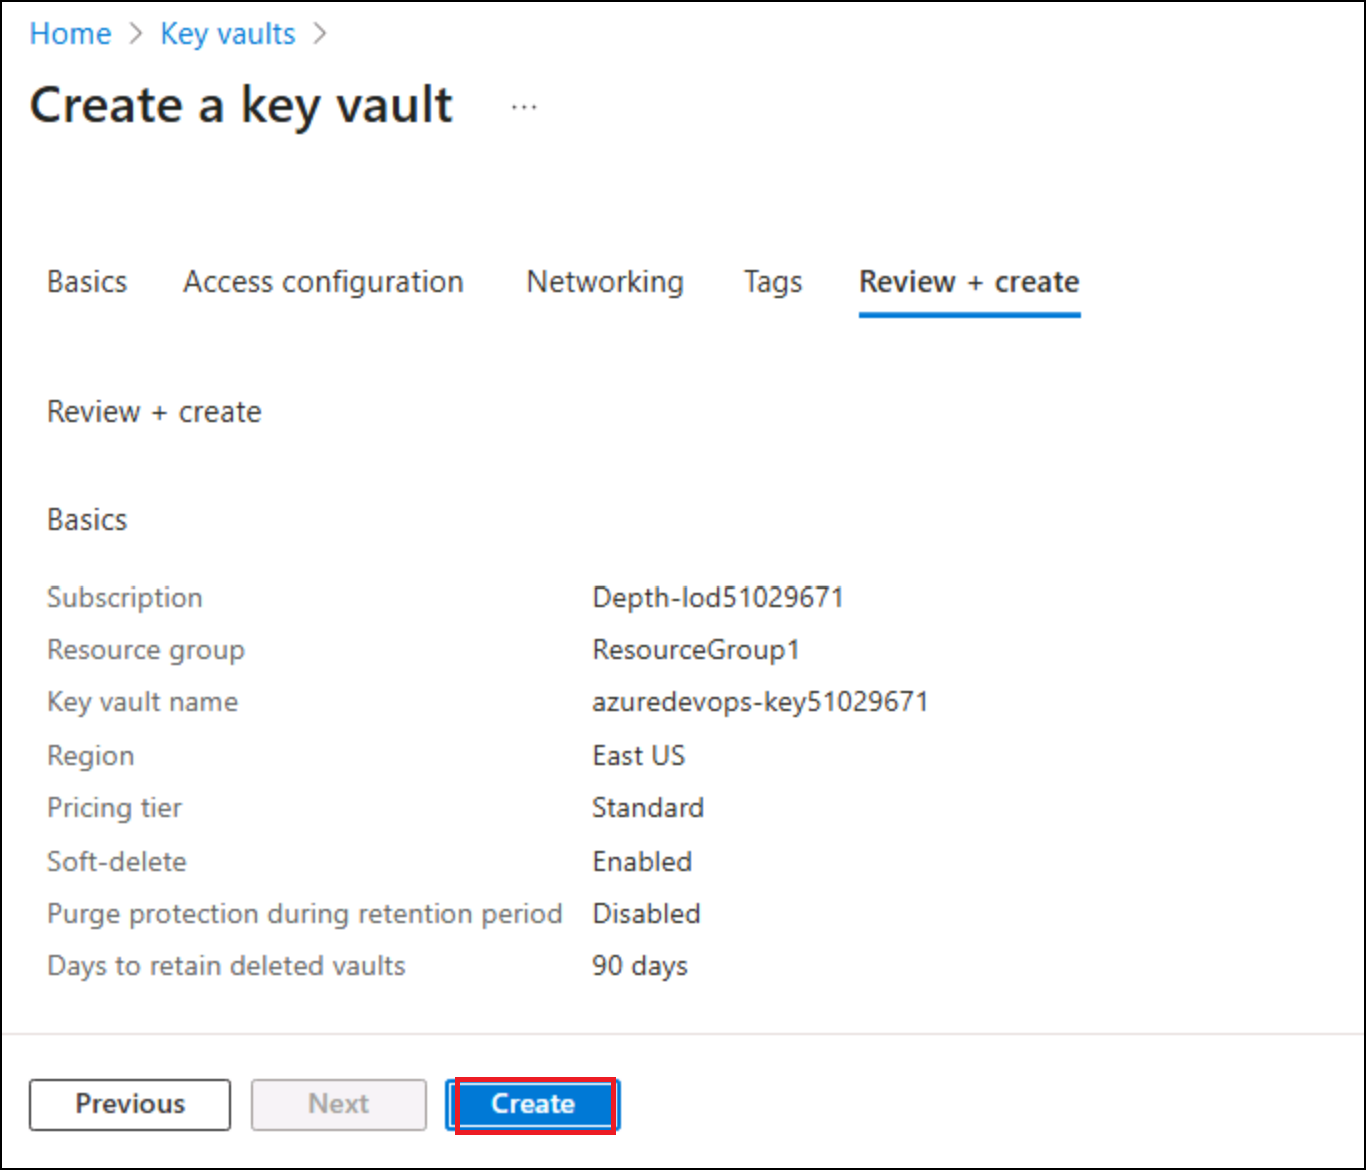 Home > Key vaults >
Create a key vault ...
Basics Access configuration Networking Tags Review + create
Review + create
Basics
Subscription Depth-lod51029671
Resource group ResourceGroup1
Key vault name azuredevops-key51029671
Region East US
Pricing tier Standard
Soft-delete Enabled
Purge protection during retention period Disabled
Days to retain deleted vaults 90 days
Previous Next Create